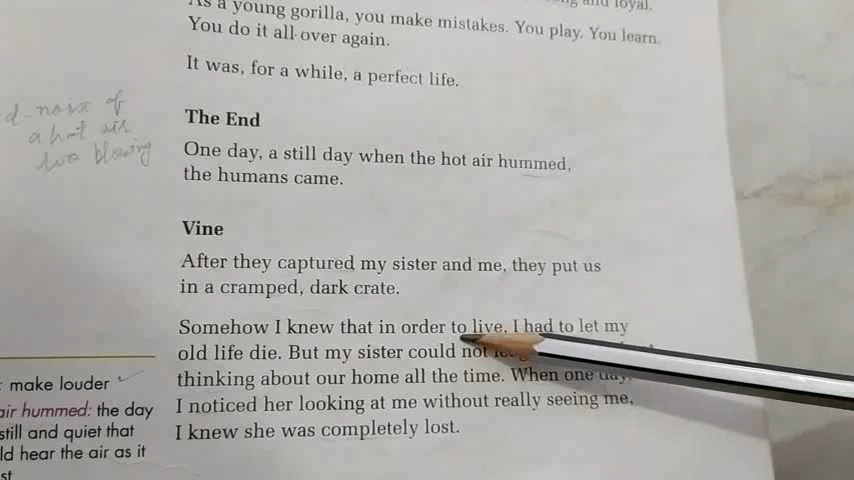 and loyal.
As a young gorilla, you make mistakes. You play. You learn.
You do it all over again.
It was, for a while, a perfect life.
The End
One day, a still day when the hot air hummed,
the humans came.
Vine
After they captured my sister and me, they put us
in a cramped, dark crate.
Somehow I knew that in order to live, I had to let my
old life die. But my sister could not
thinking about our home all the time. When one day,
I noticed her looking at me without really seeing me,
I knew she was completely lost.
of
a hot air
blowing
make louder
air hummed: the day
still and quiet that
ld hear the air as it
st